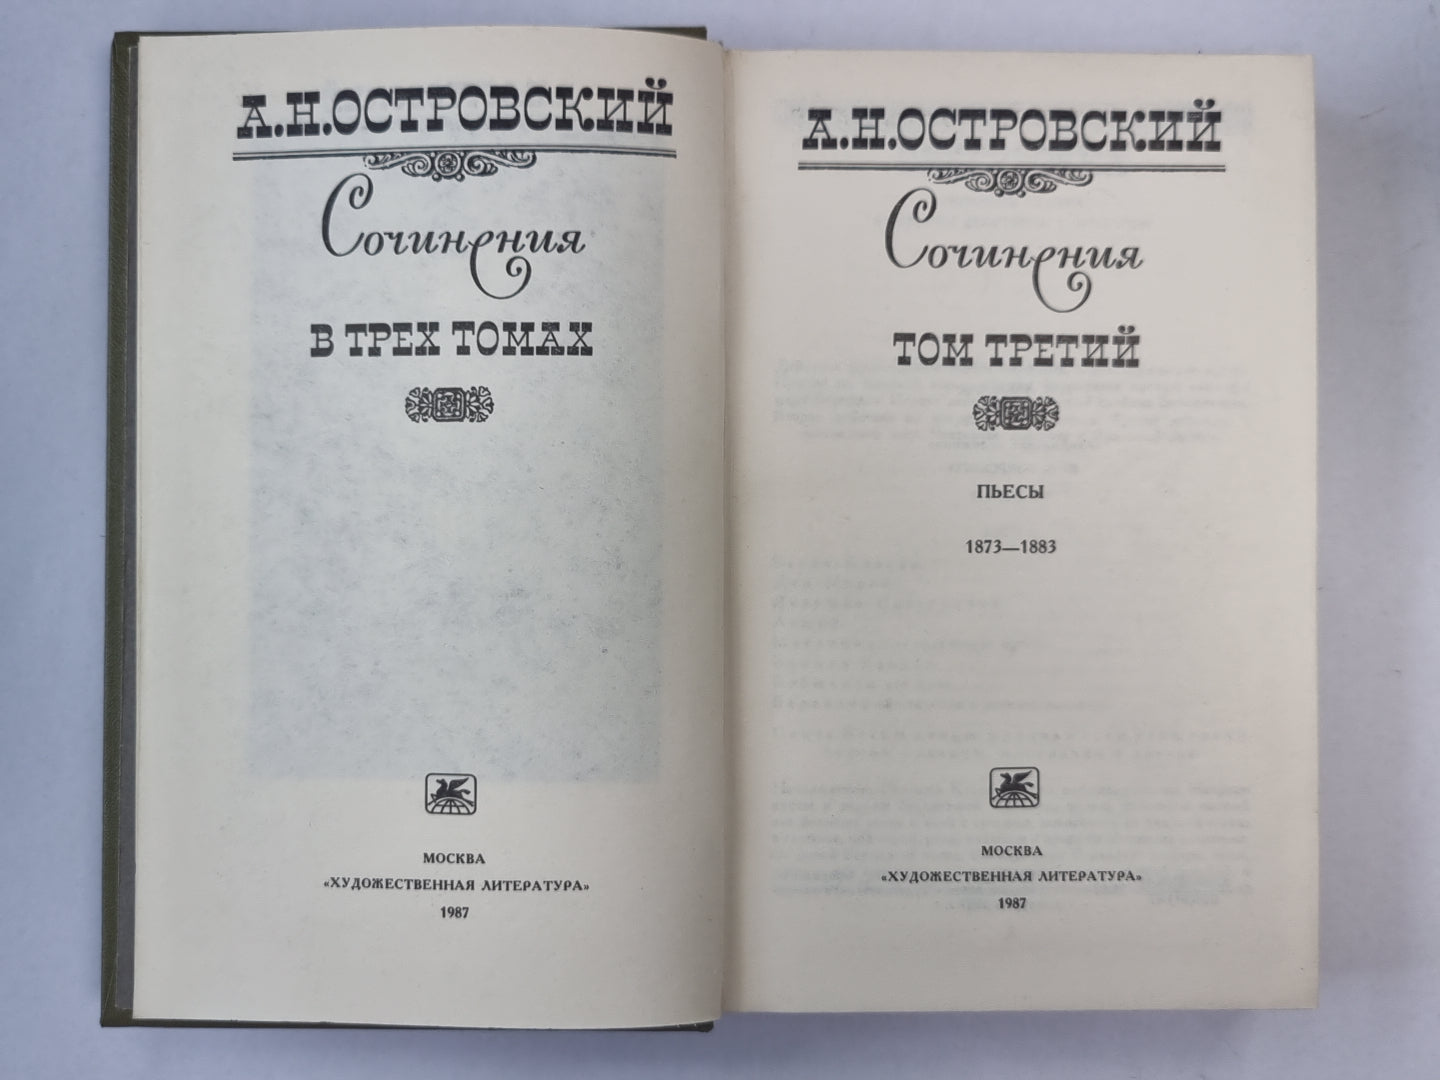 А.Н.ОСТРОВСКИЙ
Сочинения
В ТРЕХ ТОМАХ
МОСКВА
«ХУДОЖЕСТВЕННАЯ ЛИТЕРАТУРА»
1987
А.Н.ОСТРОВСКИЙ
Сочинения
ТОМ ТРЕТИЙ
ПЬЕСЫ
1873—1883
МОСКВА
«ХУДОЖЕСТВЕННАЯ ЛИТЕРАТУРА»
1987